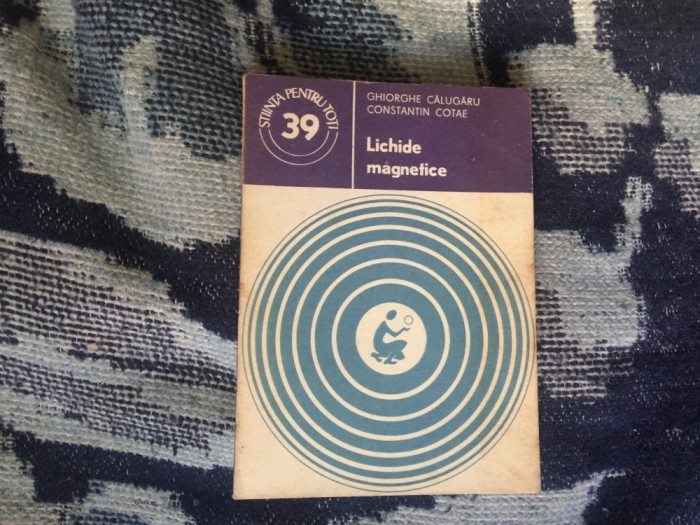 ȘTIINȚA PENTRU TOȚI
39
GHIORGHE CĂLUGĂRU
CONSTANTIN COTAE
Lichide
magnetice